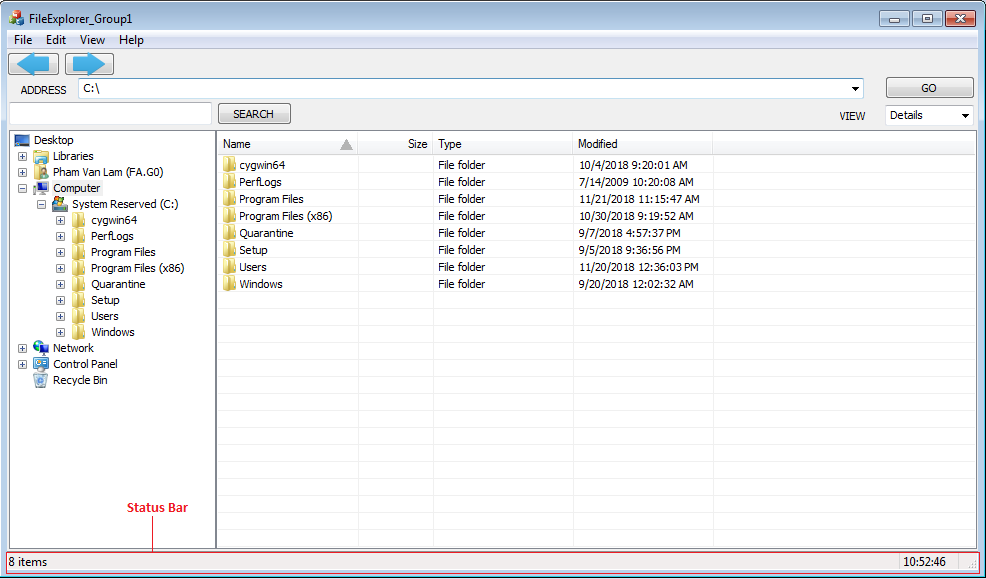 FileExplorer_Group1
File Edit View Help
ADDRESS C:\ GO
SEARCH VIEW Details
Desktop
Libraries
Pham Van Lam (FA.G0)
Computer
System Reserved (C:)
cygwin64
PerfLogs
Program Files
Program Files (x86)
Quarantine
Setup
Users
Windows
Network
Control Panel
Recycle Bin
Name Size Type Modified
cygwin64 File folder 10/4/2018 9:20:01 AM
PerfLogs File folder 7/14/2009 10:20:08 AM
Program Files File folder 11/21/2018 11:15:47 AM
Program Files (x86) File folder 10/30/2018 9:19:52 AM
Quarantine File folder 9/7/2018 4:57:37 PM
Setup File folder 9/5/2018 9:36:56 PM
Users File folder 11/20/2018 12:36:03 PM
Windows File folder 9/20/2018 12:02:32 AM
Status Bar
8 items 10:52:46